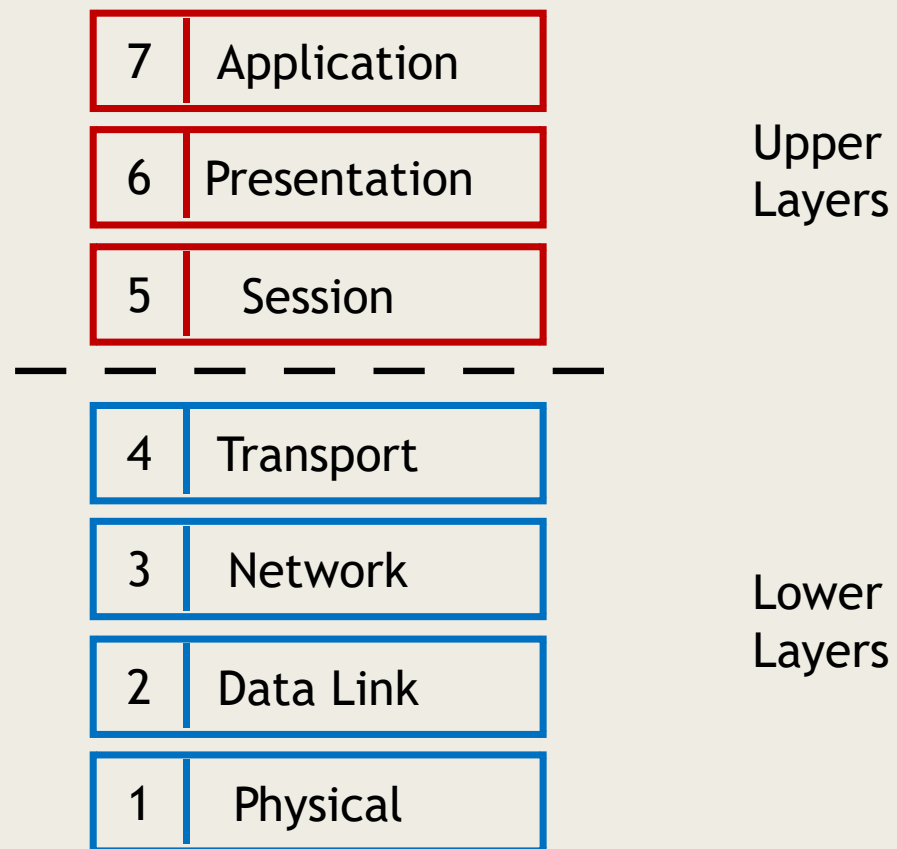 7 Application
6 Presentation
5 Session
Upper
Layers
4 Transport
3 Network
2 Data Link
1 Physical
Lower
Layers